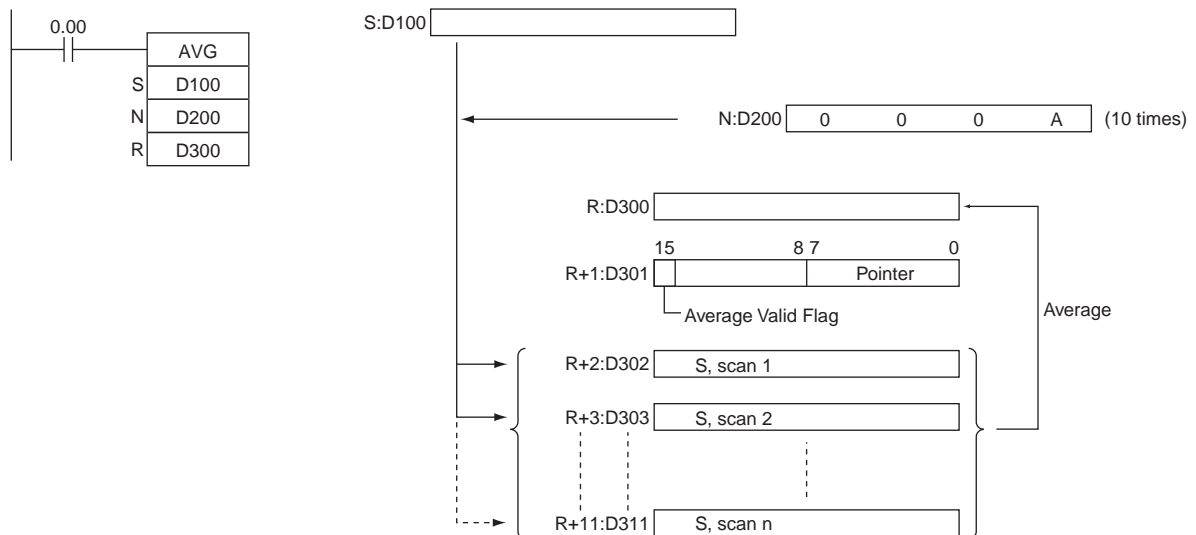 0.00
AVG
S D100
N D200
R D300
S:D100
N:D200 0 0 0 A (10 times)
R:D300
15 8 7 0
R+1:D301 Pointer
Average Valid Flag
Average
R+2:D302 S, scan 1
R+3:D303 S, scan 2
R+11:D311 S, scan n